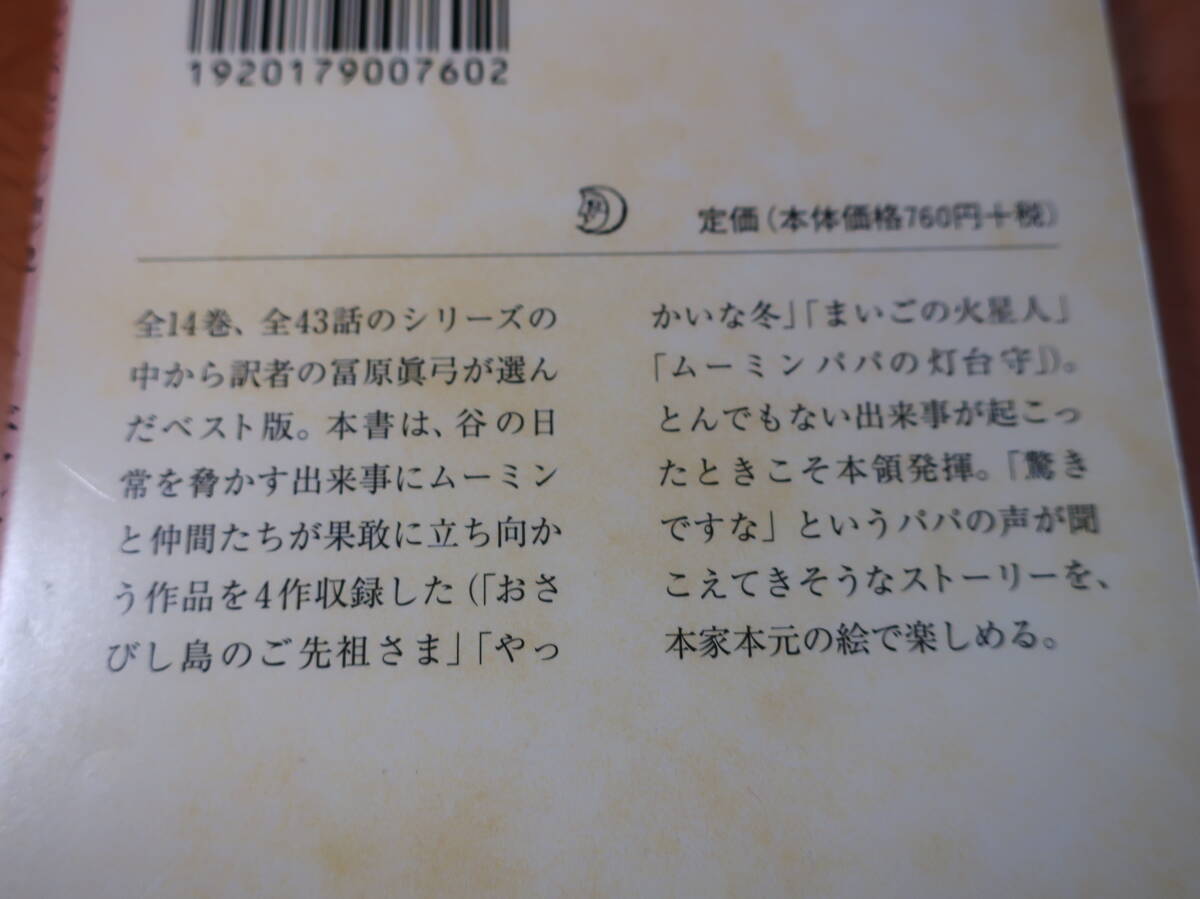 1920179007602
定価(本体価格760円+税)
全14巻、全43話のシリーズの
中から訳者の冨原眞弓が選ん
だベスト版。本書は、谷の日
常を脅かす出来事にムーミン
と仲間たちが果敢に立ち向か
う作品を4作収録した(「おさ
びし島のご先祖さま」「やっ
かいな冬」「まいごの火星人」
「ムーミンパパの灯台守」)。
とんでもない出来事が起こっ
たときこそ本領発揮。「驚き
ですな」というパパの声が聞
こえてきそうなストーリーを、
本家本元の絵で楽しめる。